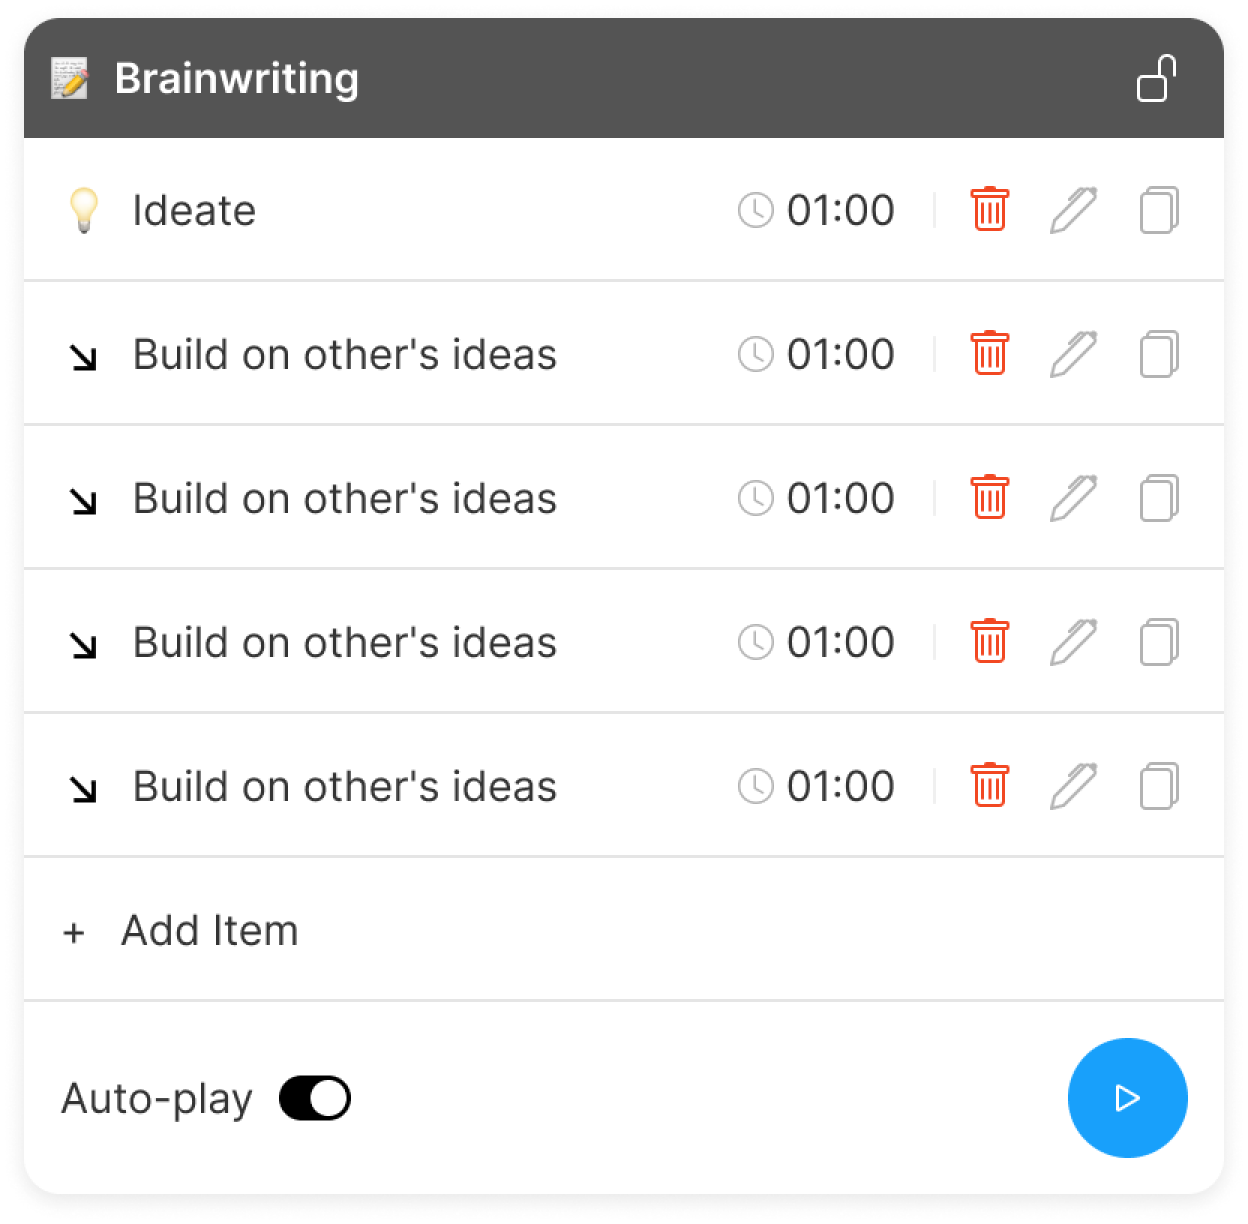 Brainwriting
Ideate 01:00
Build on other's ideas 01:00
Build on other's ideas 01:00
Build on other's ideas 01:00
Build on other's ideas 01:00
+ Add Item
Auto-play